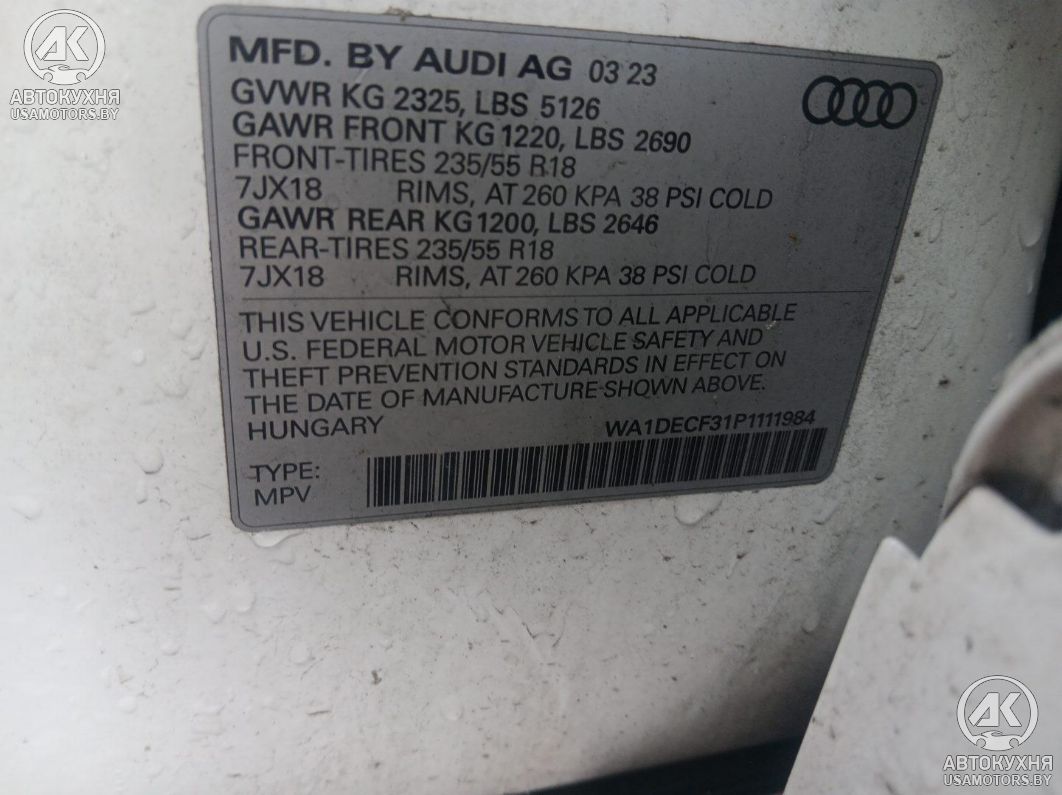 AK
АВТОКУХНЯ
USAMOTORS.BY
MFD. BY AUDI AG 03 23
GVWR KG 2325, LBS 5126
GAWR FRONT KG 1220, LBS 2690
FRONT-TIRES 235/55 R18
7JX18 RIMS, AT 260 KPA 38 PSI COLD
GAWR REAR KG 1200, LBS 2646
REAR-TIRES 235/55 R18
7JX18 RIMS, AT 260 KPA 38 PSI COLD
THIS VEHICLE CONFORMS TO ALL APPLICABLE
U.S. FEDERAL MOTOR VEHICLE SAFETY AND
THEFT PREVENTION STANDARDS IN EFFECT ON
THE DATE OF MANUFACTURE SHOWN ABOVE.
HUNGARY WA1DECF31P1111984
TYPE:
MPV
AK
АВТОКУХНЯ
USAMOTORS.BY